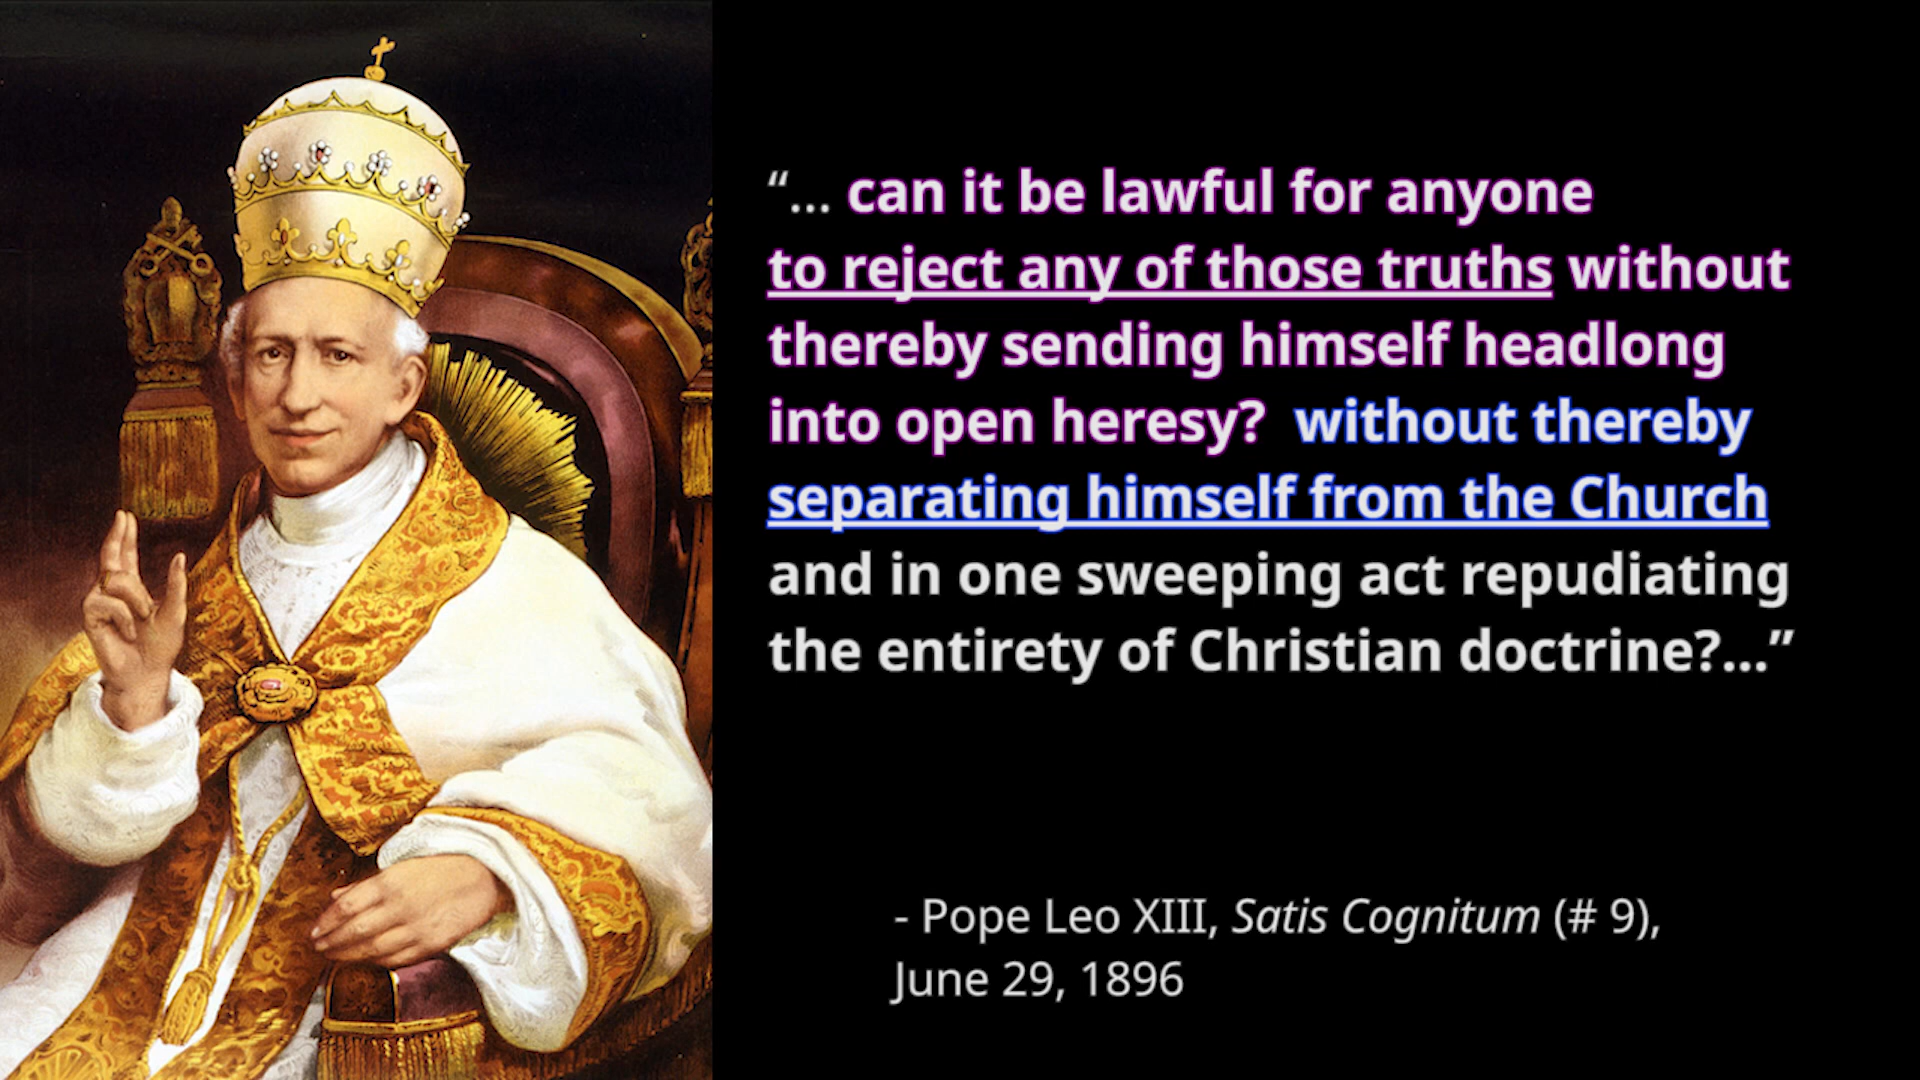 “... can it be lawful for anyone
to reject any of those truths without
thereby sending himself headlong
into open heresy?  without thereby
separating himself from the Church
and in one sweeping act repudiating
the entirety of Christian doctrine?...”
- Pope Leo XIII, Satis Cognitum (# 9),
June 29, 1896